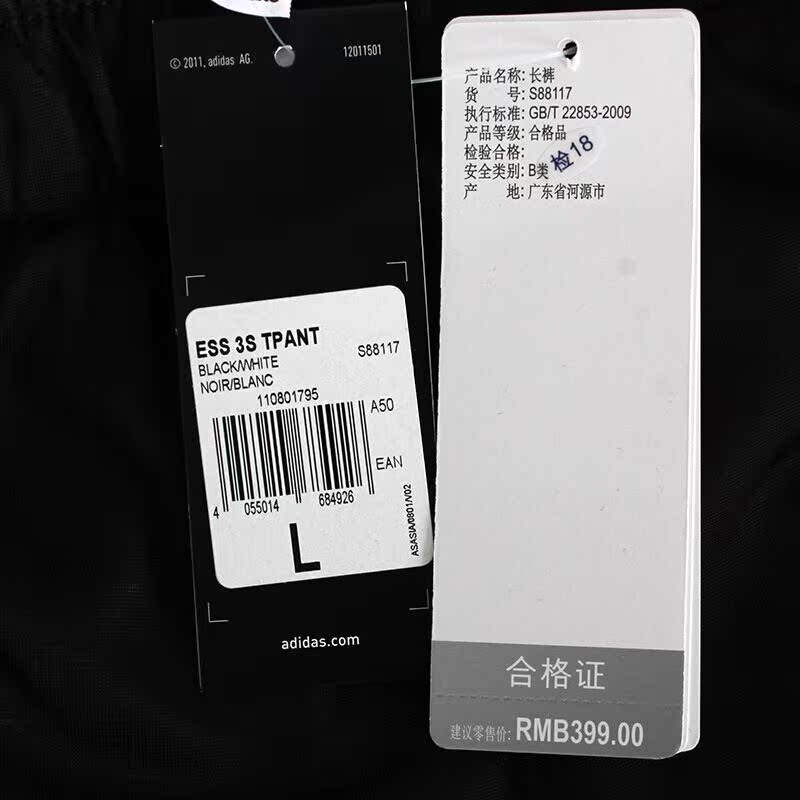 © 2011, adidas AG.
12011501
ESS 3S TPANT
BLACK/WHITE
S88117
NOIR/BLANC
110801795
A50
EAN
4 055014 684926
L
ASASIA/0801/V02
adidas.com
产品名称: 长裤
货 号: S88117
执行标准: GB/T 22853-2009
产品等级: 合格品
检验合格:
检18
安全类别: B类
产 地: 广东省河源市
合格证
建议零售价: RMB399.00